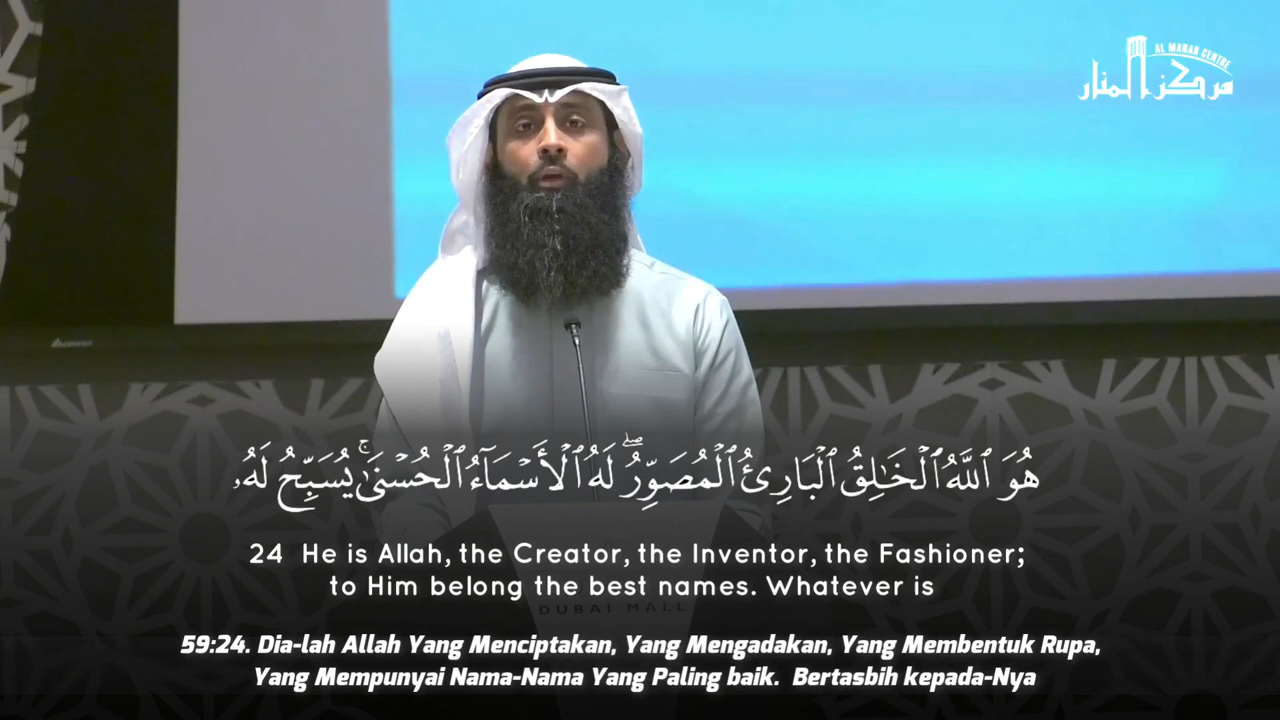 AL MANAR CENTRE
مركز المنار
هُوَ ٱللَّهُ ٱلْخَـٰلِقُ ٱلْبَارِئُ ٱلْمُصَوِّرُ ۖ لَهُ ٱلْأَسْمَآءُ ٱلْحُسْنَىٰ ۚ يُسَبِّحُ لَهُۥ
24 He is Allah, the Creator, the Inventor, the Fashioner;
to Him belong the best names. Whatever is
DUBAI MALL
59:24. Dia-lah Allah Yang Menciptakan, Yang Mengadakan, Yang Membentuk Rupa,
Yang Mempunyai Nama-Nama Yang Paling baik. Bertasbih kepada-Nya